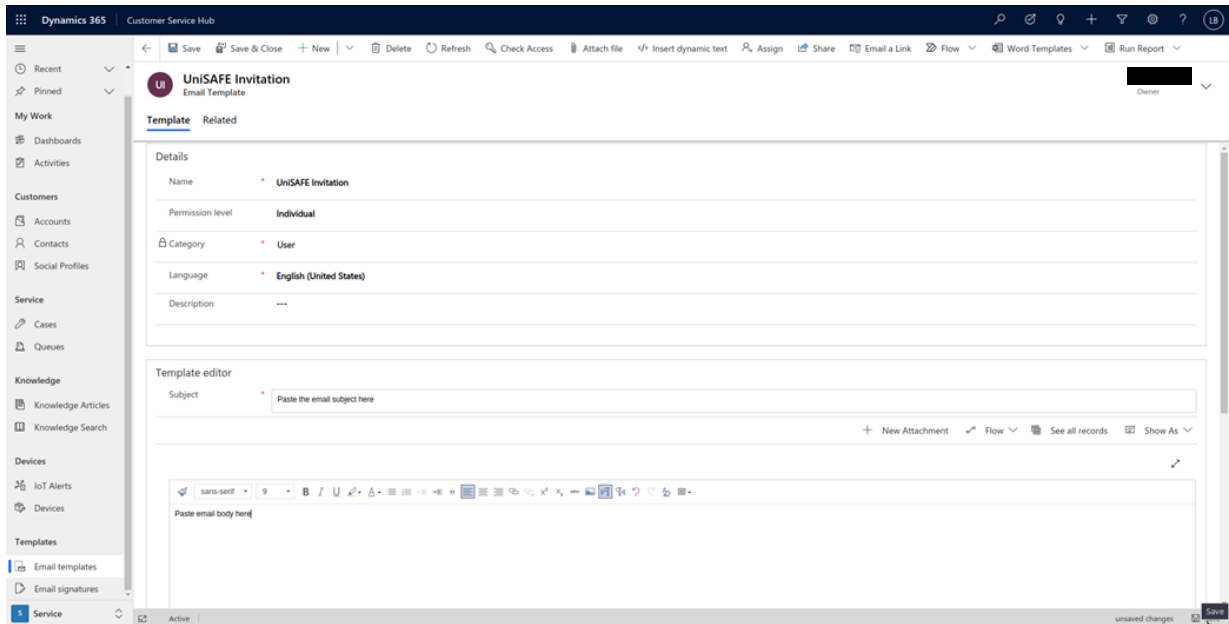 Dynamics 365 Customer Service Hub LB
Save Save & Close + New Delete Refresh Check Access Attach file </> Insert dynamic text Assign Share Email a Link Flow Word Templates Run Report
Recent
Pinned
My Work
Dashboards
Activities
Customers
Accounts
Contacts
Social Profiles
Service
Cases
Queues
Knowledge
Knowledge Articles
Knowledge Search
Devices
IoT Alerts
Devices
Templates
Email templates
Email signatures
S Service
UI UniSAFE Invitation
Email Template
Owner
Template Related
Details
Name * UniSAFE Invitation
Permission level Individual
Category * User
Language * English (United States)
Description ---
Template editor
Subject * Paste the email subject here
+ New Attachment Flow See all records Show As
sans-serif 9 B I U A
Paste email body here
Active unsaved changes Save